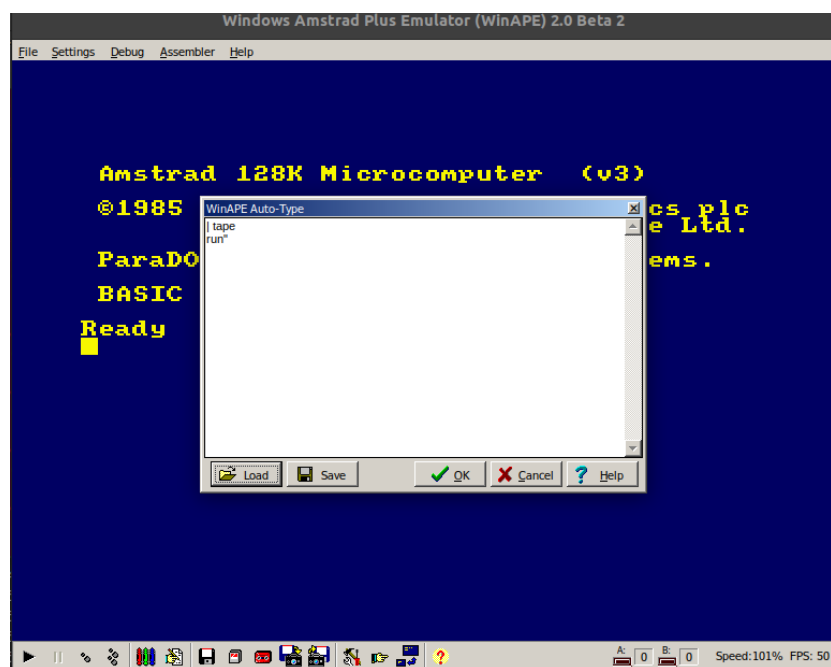 Windows Amstrad Plus Emulator (WinAPE) 2.0 Beta 2
File Settings Debug Assembler Help
Amstrad 128K Microcomputer (v3)
©1985 cs plc
e Ltd.
WinAPE Auto-Type
| tape
run"
ParaDO ems.
BASIC
Ready
Load Save OK Cancel Help
A: 0 B: 0 Speed:101% FPS: 50